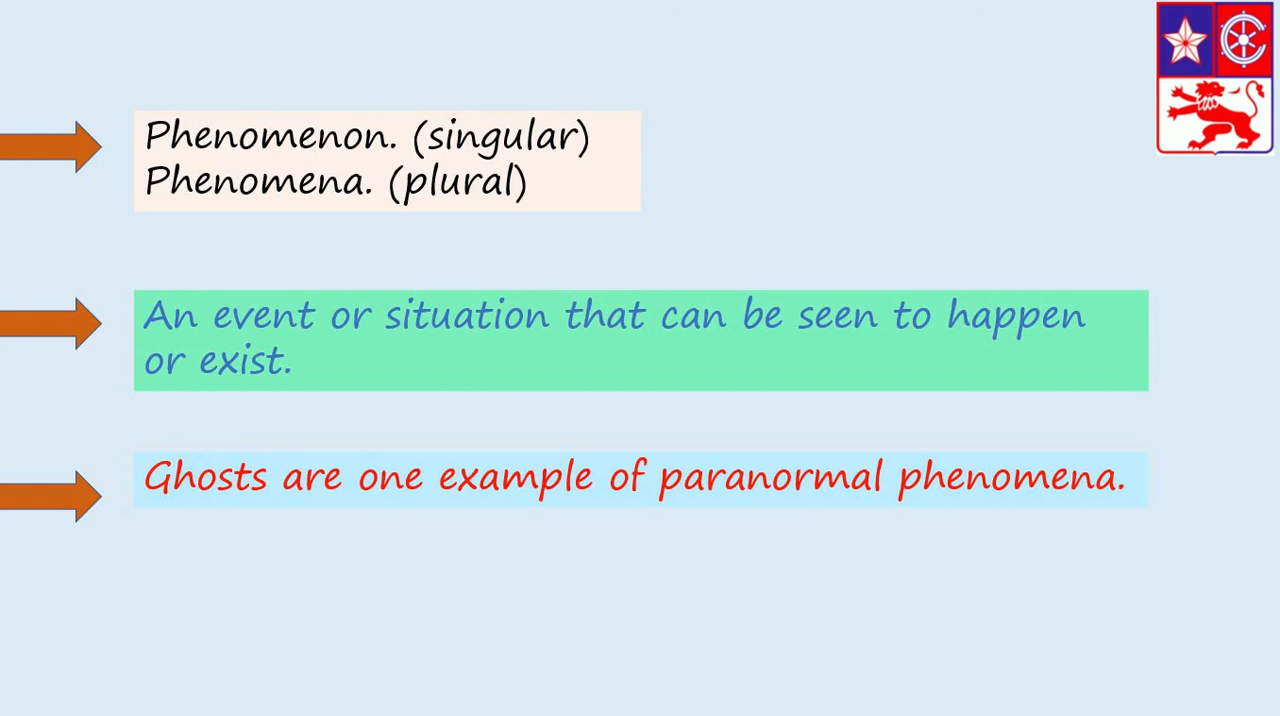 Phenomenon. (singular)
Phenomena. (plural)
An event or situation that can be seen to happen
or exist.
Ghosts are one example of paranormal phenomena.